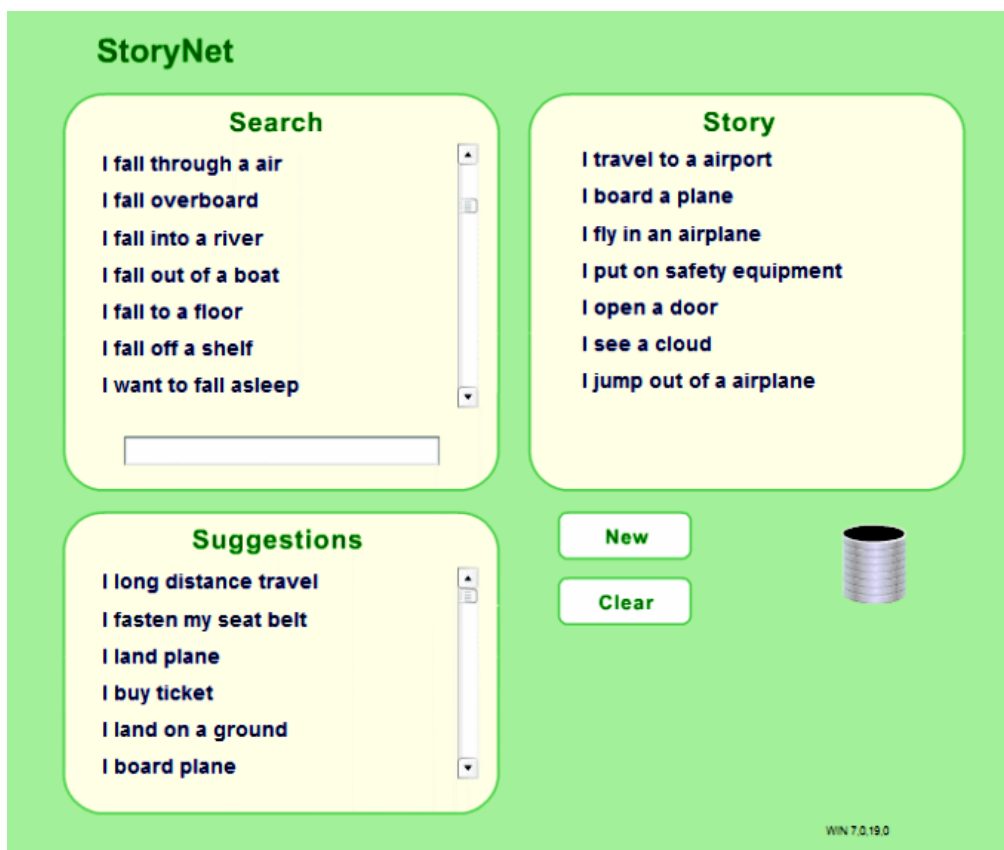 StoryNet
Search
I fall through a air
I fall overboard
I fall into a river
I fall out of a boat
I fall to a floor
I fall off a shelf
I want to fall asleep
Story
I travel to a airport
I board a plane
I fly in an airplane
I put on safety equipment
I open a door
I see a cloud
I jump out of a airplane
Suggestions
I long distance travel
I fasten my seat belt
I land plane
I buy ticket
I land on a ground
I board plane
New
Clear
WIN 7,0,19,0